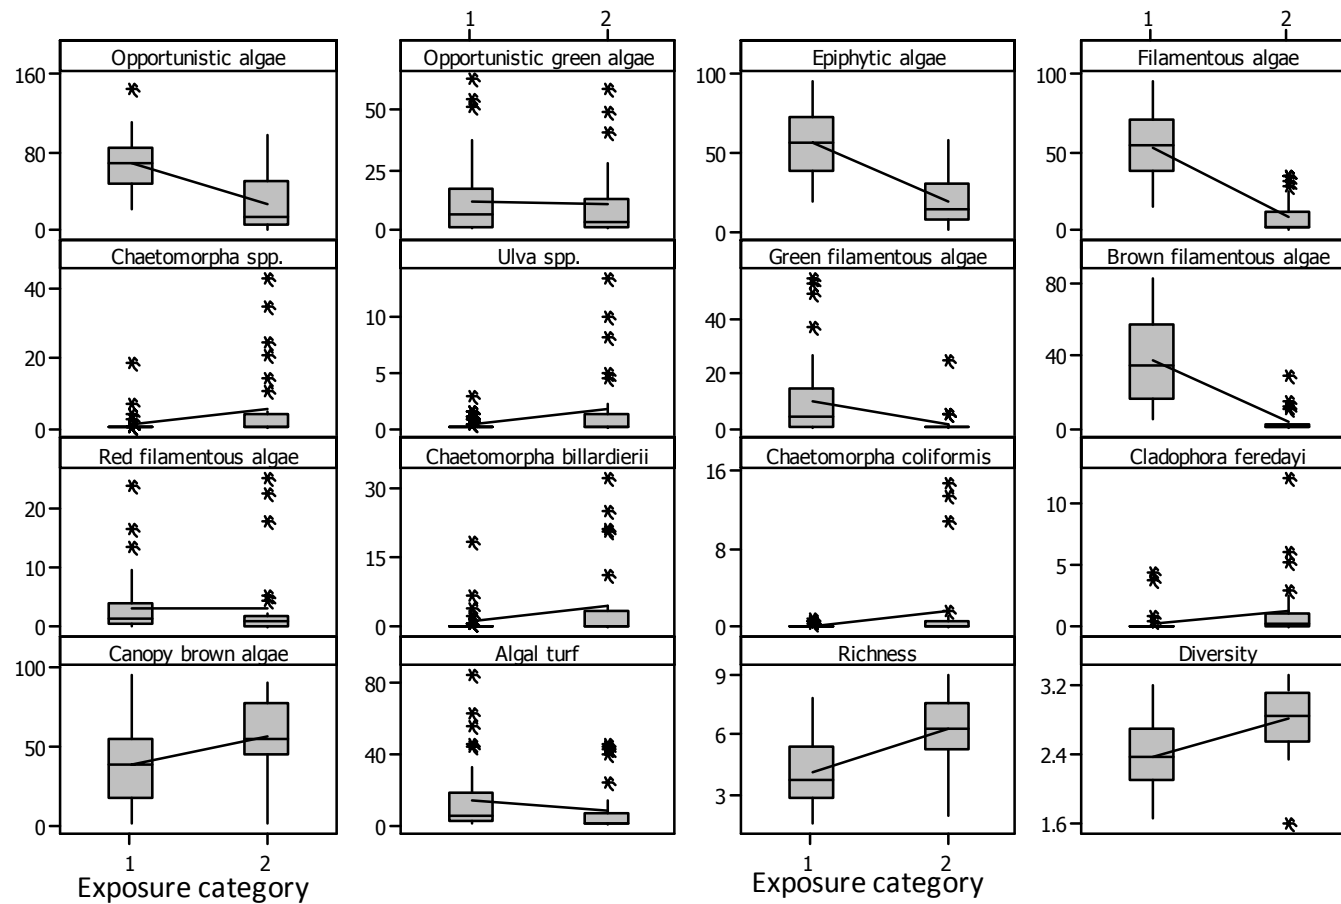 1 2
Opportunistic algae Opportunistic green algae Epiphytic algae Filamentous algae
160 80 0
50 25 0
100 50 0
100 50 0
Chaetomorpha spp. Ulva spp. Green filamentous algae Brown filamentous algae
40 20 0
10 5 0
40 20 0
80 40 0
Red filamentous algae Chaetomorpha billardierii Chaetomorpha coliformis Cladophora feredayi
20 10 0
30 15 0
16 8 0
10 5 0
Canopy brown algae Algal turf Richness Diversity
100 50 0
80 40 0
9 6 3
3.2 2.4 1.6
1 2
Exposure category
1 2
1 2
Exposure category